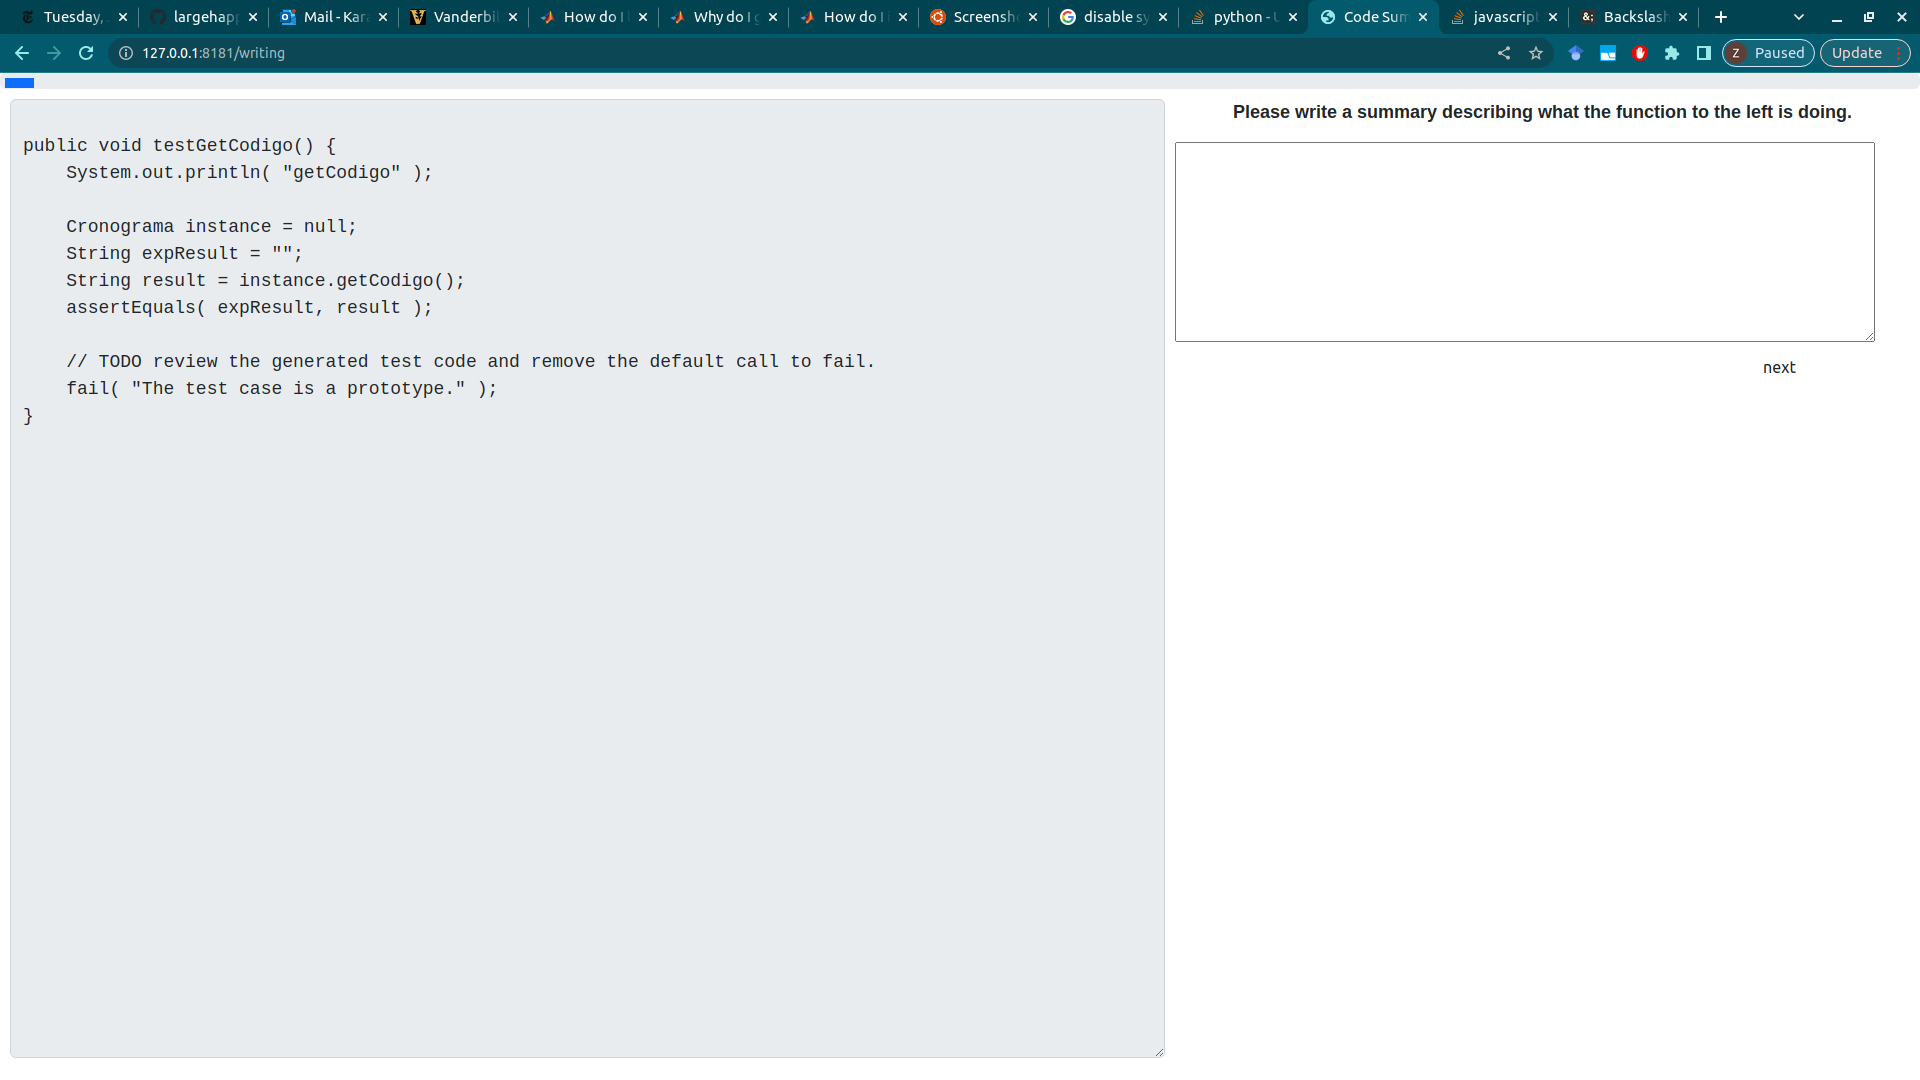 Tuesday,
largehap
Mail - Kar
Vanderbi
How do I
Why do I
How do I i
Screensh
disable sy
python -
Code Sum
javascrip
Backslas
127.0.0.1:8181/writing
Z Paused
Update
Please write a summary describing what the function to the left is doing.
public void testGetCodigo() {
    System.out.println( "getCodigo" );
    Cronograma instance = null;
    String expResult = "";
    String result = instance.getCodigo();
    assertEquals( expResult, result );
    // TODO review the generated test code and remove the default call to fail.
    fail( "The test case is a prototype." );
}
next